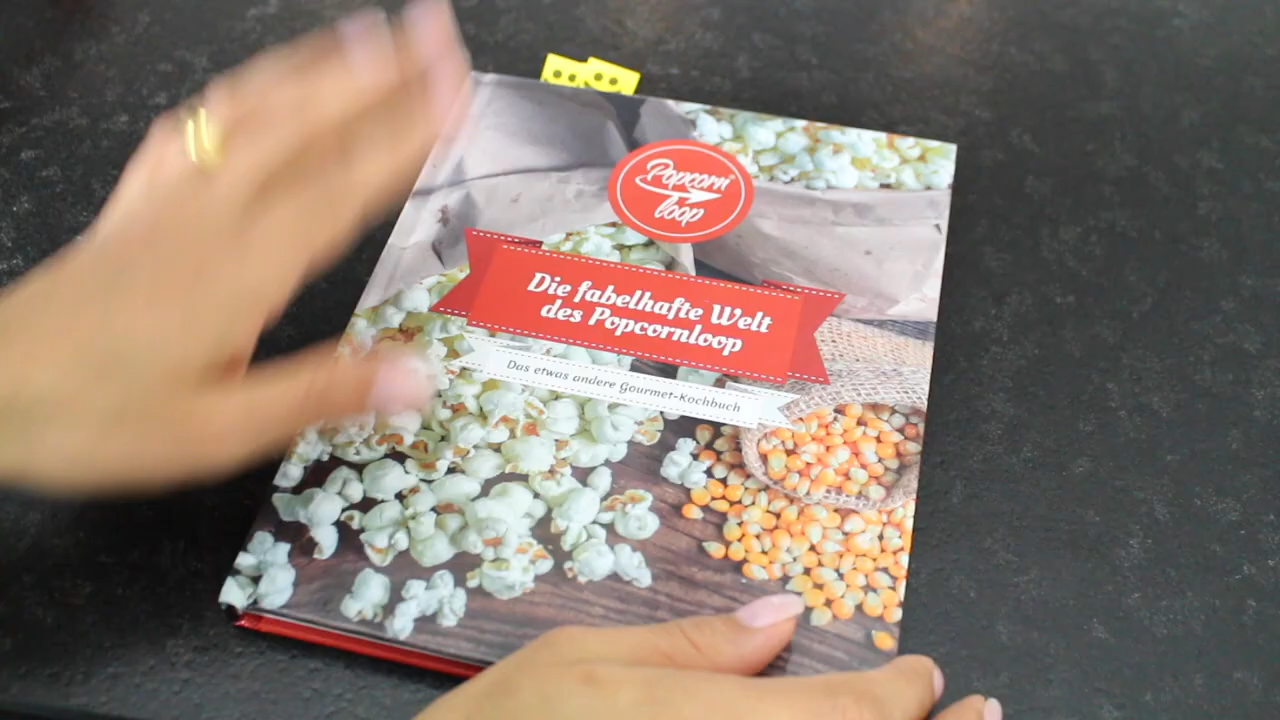 Popcorn
loop
Die fabelhafte Welt
des Popcornloop
Das etwas andere Gourmet-Kochbuch